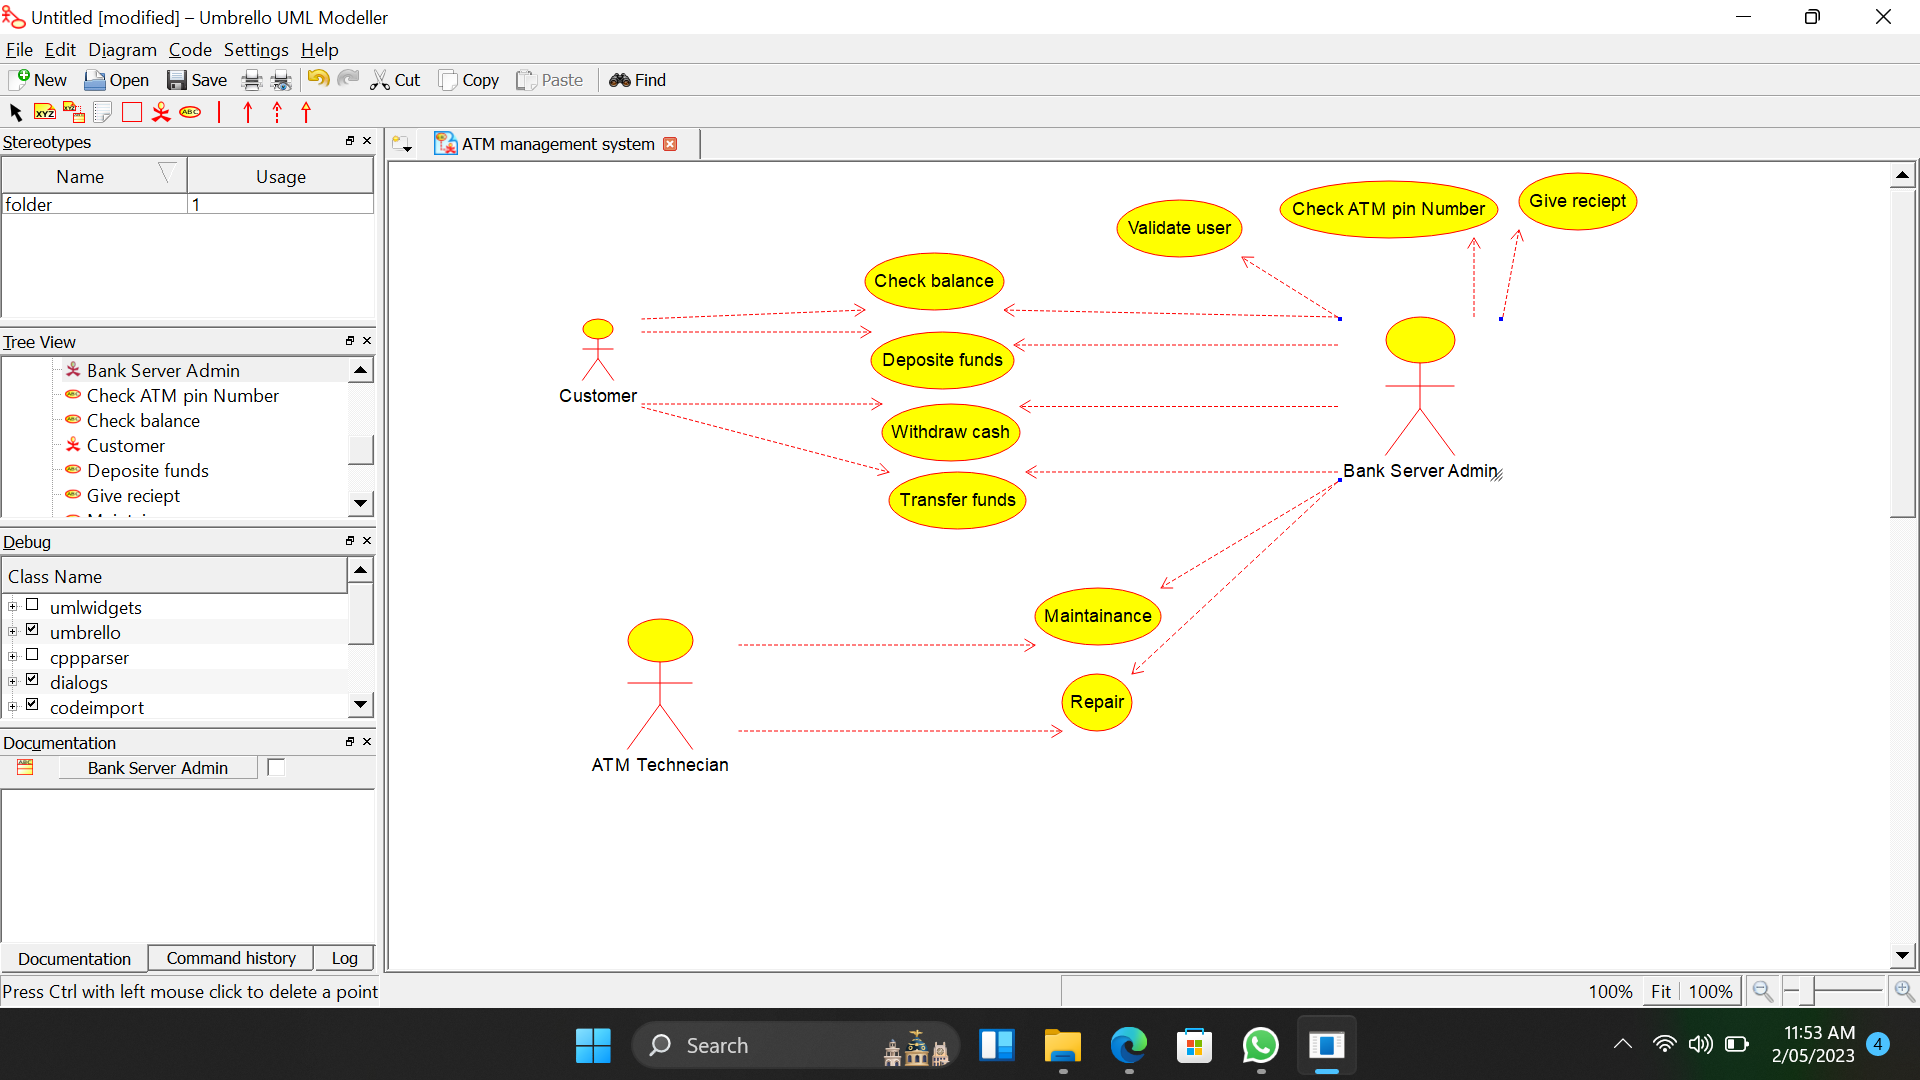 Untitled [modified] – Umbrello UML Modeller
File Edit Diagram Code Settings Help
New Open Save Cut Copy Paste Find
XYZ XYZ ABC
Stereotypes
ATM management system
Name Usage
folder 1
Tree View
Bank Server Admin
Check ATM pin Number
Check balance
Customer
Deposite funds
Give reciept
Debug
Class Name
umlwidgets
umbrello
cppparser
dialogs
codeimport
Documentation
Bank Server Admin
Documentation Command history Log
Press Ctrl with left mouse click to delete a point
Give reciept
Check ATM pin Number
Validate user
Check balance
Deposite funds
Customer
Withdraw cash
Bank Server Admin
Transfer funds
Maintainance
Repair
ATM Technecian
100% Fit 100%
Search
11:53 AM
2/05/2023
4